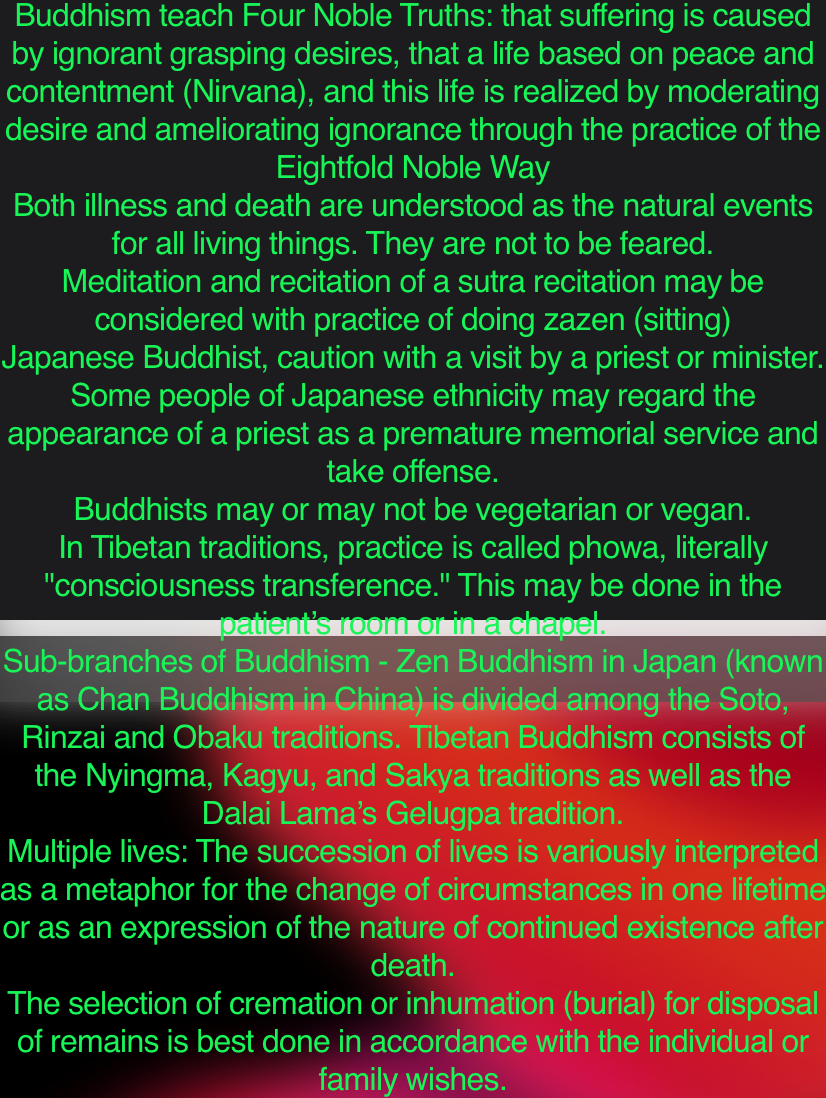 Buddhism teach Four Noble Truths: that suffering is caused
by ignorant grasping desires, that a life based on peace and
contentment (Nirvana), and this life is realized by moderating
desire and ameliorating ignorance through the practice of the
Eightfold Noble Way
Both illness and death are understood as the natural events
for all living things. They are not to be feared.
Meditation and recitation of a sutra recitation may be
considered with practice of doing zazen (sitting)
Japanese Buddhist, caution with a visit by a priest or minister.
Some people of Japanese ethnicity may regard the
appearance of a priest as a premature memorial service and
take offense.
Buddhists may or may not be vegetarian or vegan.
In Tibetan traditions, practice is called phowa, literally
"consciousness transference." This may be done in the
patient’s room or in a chapel.
Sub-branches of Buddhism - Zen Buddhism in Japan (known
as Chan Buddhism in China) is divided among the Soto,
Rinzai and Obaku traditions. Tibetan Buddhism consists of
the Nyingma, Kagyu, and Sakya traditions as well as the
Dalai Lama’s Gelugpa tradition.
Multiple lives: The succession of lives is variously interpreted
as a metaphor for the change of circumstances in one lifetime
or as an expression of the nature of continued existence after
death.
The selection of cremation or inhumation (burial) for disposal
of remains is best done in accordance with the individual or
family wishes.